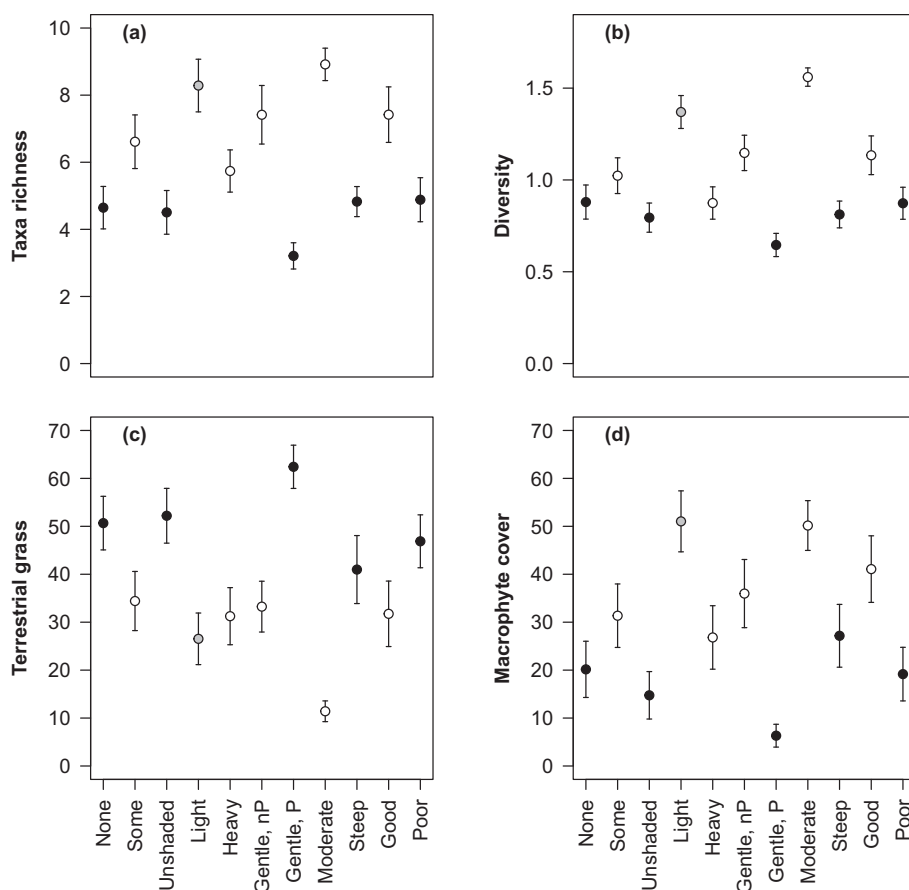 (a)
Taxa richness
10
8
6
4
2
0
(b)
Diversity
1.5
1.0
0.5
0.0
(c)
Terrestrial grass
70
60
50
40
30
20
10
0
None
Some
Unshaded
Light
Heavy
Gentle, nP
Gentle, P
Moderate
Steep
Good
Poor
(d)
Macrophyte cover
70
60
50
40
30
20
10
0
None
Some
Unshaded
Light
Heavy
Gentle, nP
Gentle, P
Moderate
Steep
Good
Poor